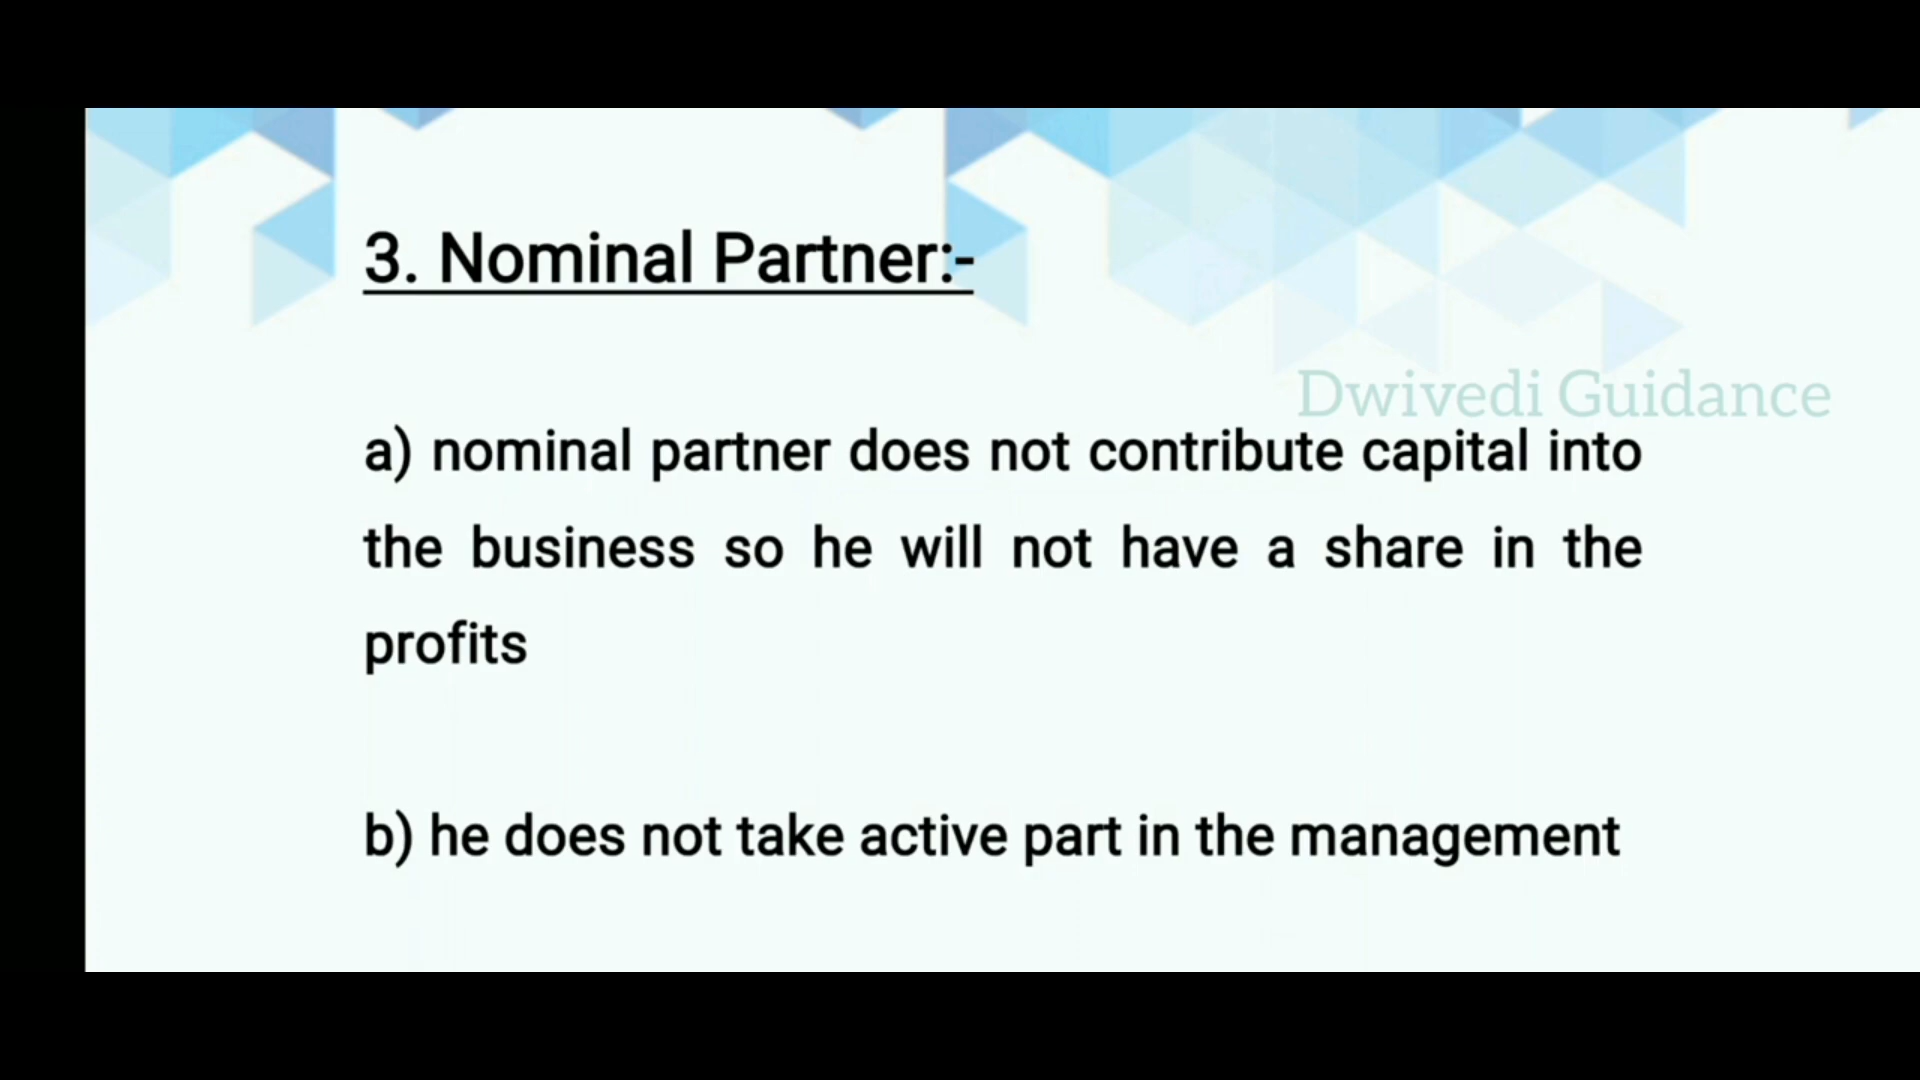 3. Nominal Partner:-
Dwivedi Guidance
a) nominal partner does not contribute capital into
the business so he will not have a share in the
profits
b) he does not take active part in the management